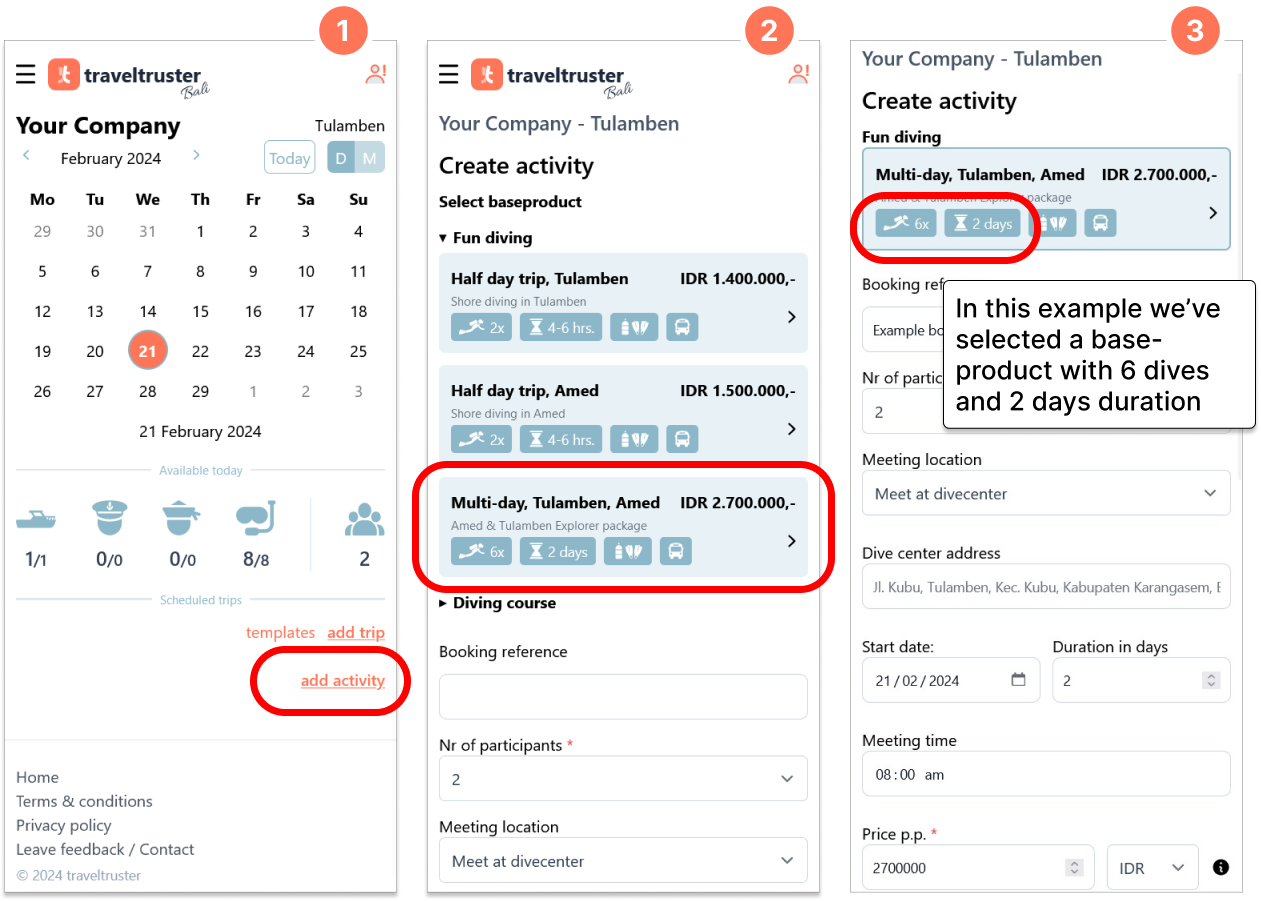 1
traveltruster
Bali
Your Company
Tulamben
February 2024
Today
D M
Mo Tu We Th Fr Sa Su
29 30 31 1 2 3 4
5 6 7 8 9 10 11
12 13 14 15 16 17 18
19 20 21 22 23 24 25
26 27 28 29 1 2 3
21 February 2024
Available today
1/1 0/0 0/0 8/8 2
Scheduled trips
templates add trip
add activity
Home
Terms & conditions
Privacy policy
Leave feedback / Contact
© 2024 traveltruster
2
traveltruster
Bali
Your Company - Tulamben
Create activity
Select baseproduct
Fun diving
Half day trip, Tulamben IDR 1.400.000,-
Shore diving in Tulamben
2x 4-6 hrs.
Half day trip, Amed IDR 1.500.000,-
Shore diving in Amed
2x 4-6 hrs.
Multi-day, Tulamben, Amed IDR 2.700.000,-
Amed & Tulamben Explorer package
6x 2 days
Diving course
Booking reference
Nr of participants *
2
Meeting location
Meet at divecenter
3
Your Company - Tulamben
Create activity
Fun diving
Multi-day, Tulamben, Amed IDR 2.700.000,-
Amed & Tulamben Explorer package
6x 2 days
Booking ref
Example bo
In this example we’ve
selected a base-
product with 6 dives
and 2 days duration
Nr of partic
2
Meeting location
Meet at divecenter
Dive center address
Jl. Kubu, Tulamben, Kec. Kubu, Kabupaten Karangasem, E
Start date: Duration in days
21/02/2024 2
Meeting time
08:00 am
Price p.p. *
2700000 IDR